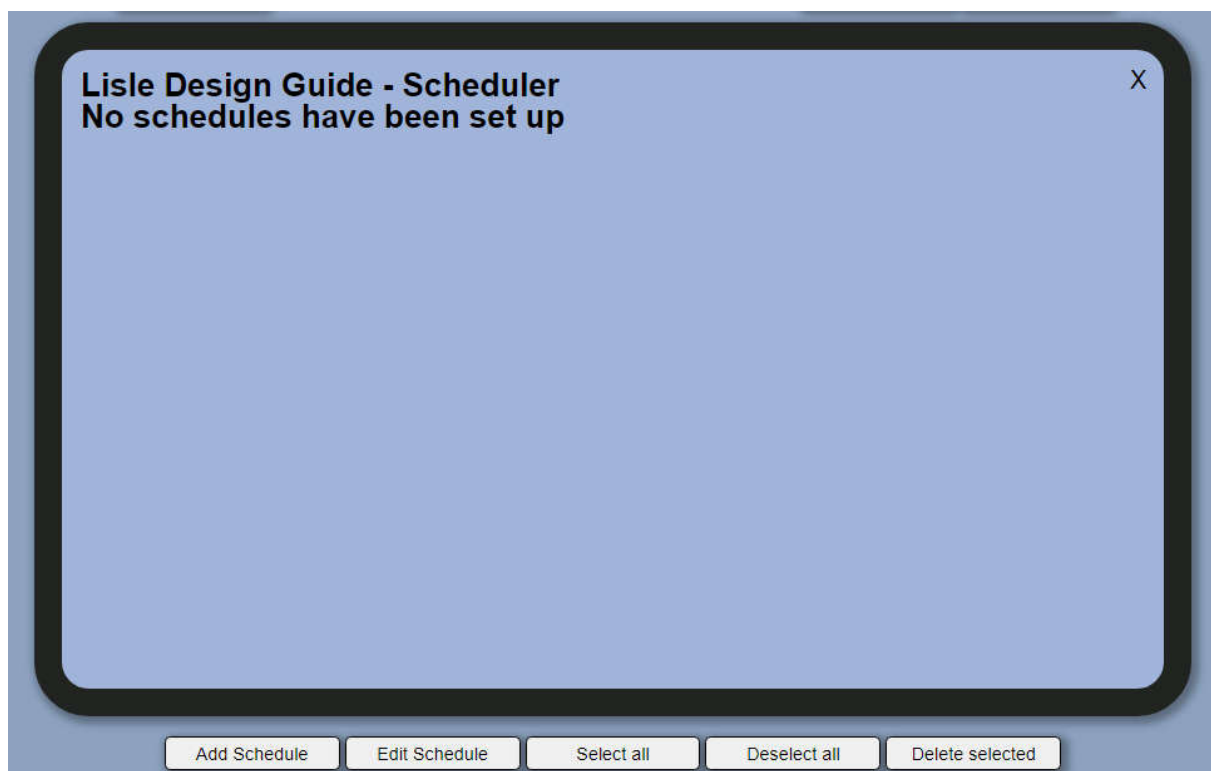 Lisle Design Guide - Scheduler
X
No schedules have been set up
Add Schedule
Edit Schedule
Select all
Deselect all
Delete selected